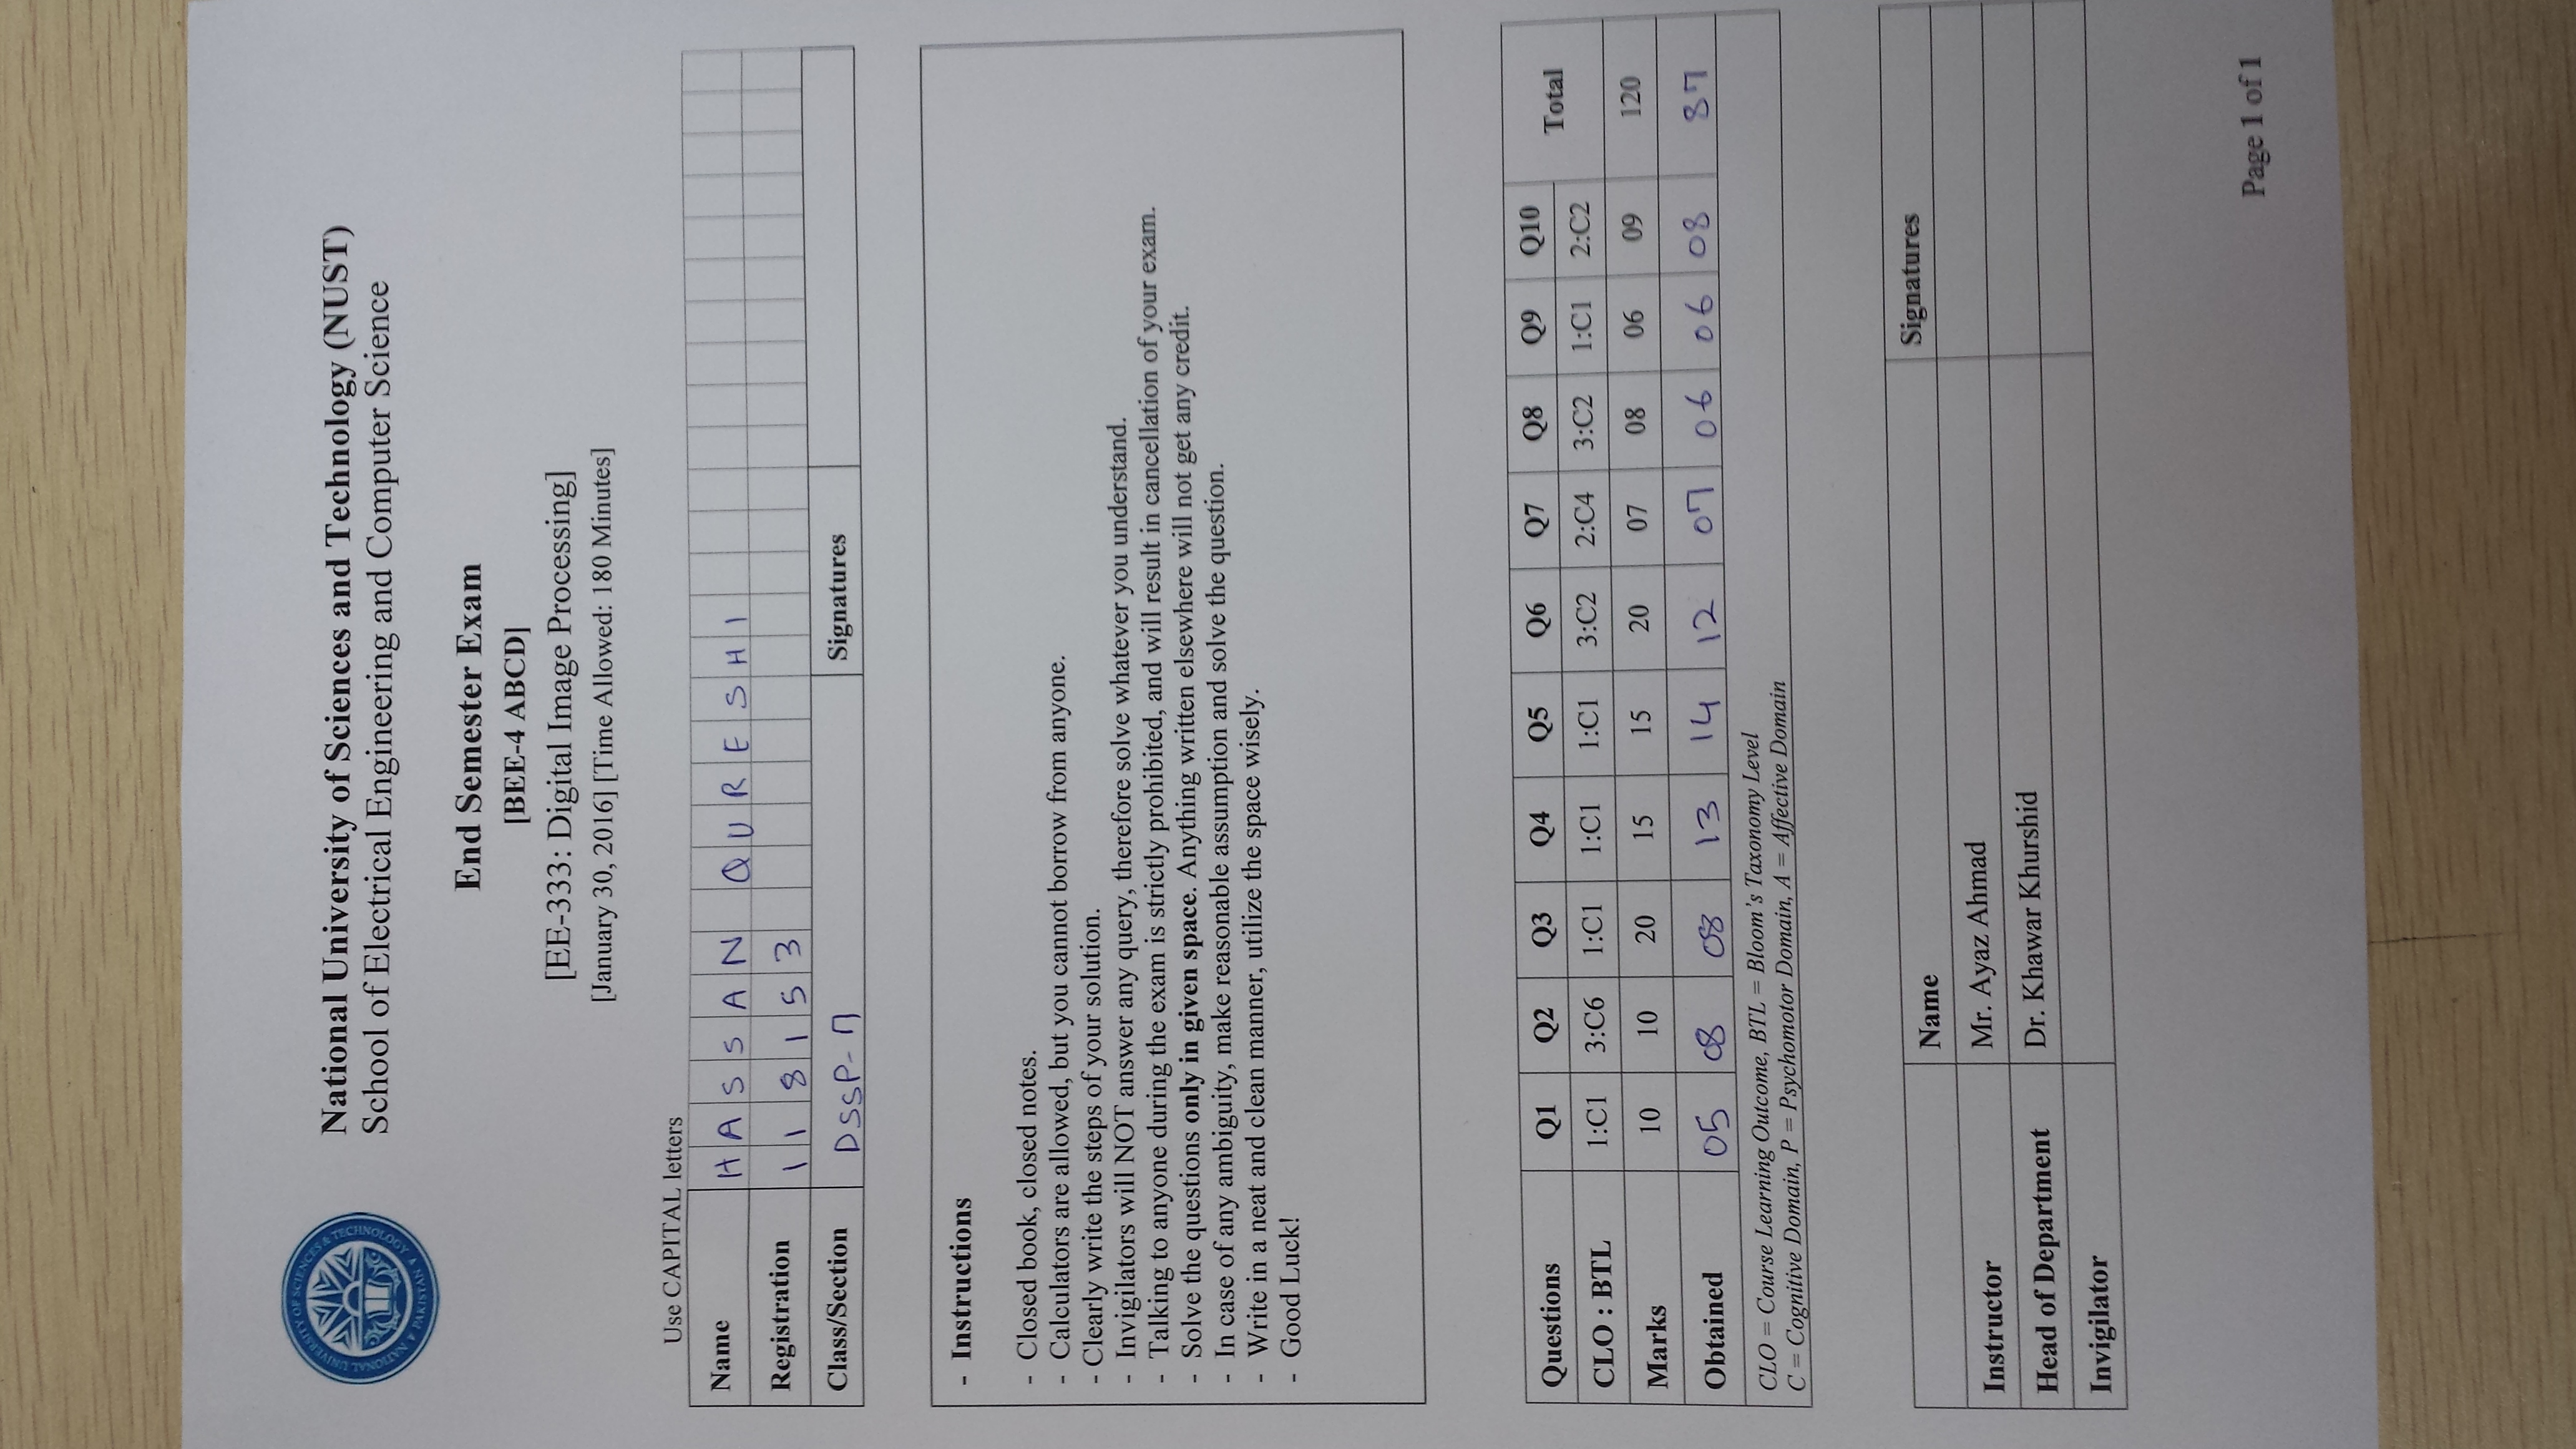 NATIONAL UNIVERSITY OF SCIENCES & TECHNOLOGY
PAKISTAN
National University of Sciences and Technology (NUST)
School of Electrical Engineering and Computer Science
End Semester Exam
[BEE-4 ABCD]
[EE-333: Digital Image Processing]
[January 30, 2016] [Time Allowed: 180 Minutes]
Use CAPITAL letters
Name HASSAN QURESHI
Registration 118153
Class/Section DSSP-7 Signatures
- Instructions
- Closed book, closed notes.
- Calculators are allowed, but you cannot borrow from anyone.
- Clearly write the steps of your solution.
- Invigilators will NOT answer any query, therefore solve whatever you understand.
- Talking to anyone during the exam is strictly prohibited, and will result in cancellation of your exam.
- Solve the questions only in given space. Anything written elsewhere will not get any credit.
- In case of any ambiguity, make reasonable assumption and solve the question.
- Write in a neat and clean manner, utilize the space wisely.
- Good Luck!
Questions Q1 Q2 Q3 Q4 Q5 Q6 Q7 Q8 Q9 Q10 Total
CLO : BTL 1:C1 3:C6 1:C1 1:C1 1:C1 3:C2 2:C4 3:C2 1:C1 2:C2
Marks 10 10 20 15 15 20 07 08 06 09 120
Obtained 05 08 08 13 14 12 07 06 06 08 87
CLO = Course Learning Outcome, BTL = Bloom's Taxonomy Level
C = Cognitive Domain, P = Psychomotor Domain, A = Affective Domain
Name Signatures
Instructor Mr. Ayaz Ahmad
Head of Department Dr. Khawar Khurshid
Invigilator
Page 1 of 1